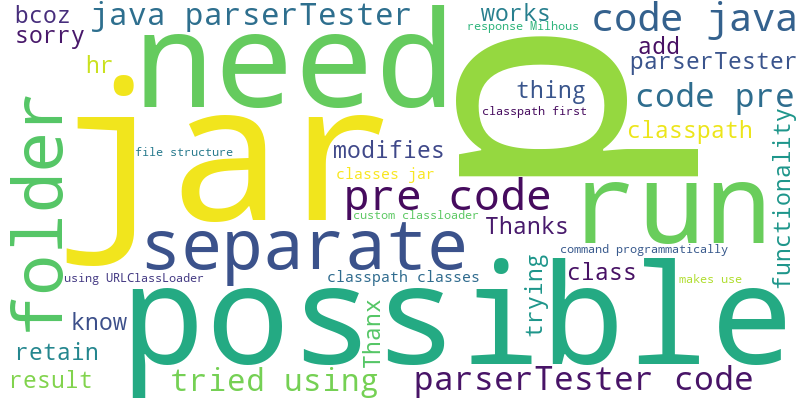 bcoz
sorry
java parserTester
works
response Milhous
code java
hr
need
add
parserTester
jar
p
thing
classpath first
code pre
folder
file structure
modifies
classes jar
classpath
functionality
pre code
run
custom classloader
Thanks
separate
command programmatically
using URLClassLoader
classpath classes
trying
class
makes use
possible
know
Thanx
retain
result
tried using
parserTester code